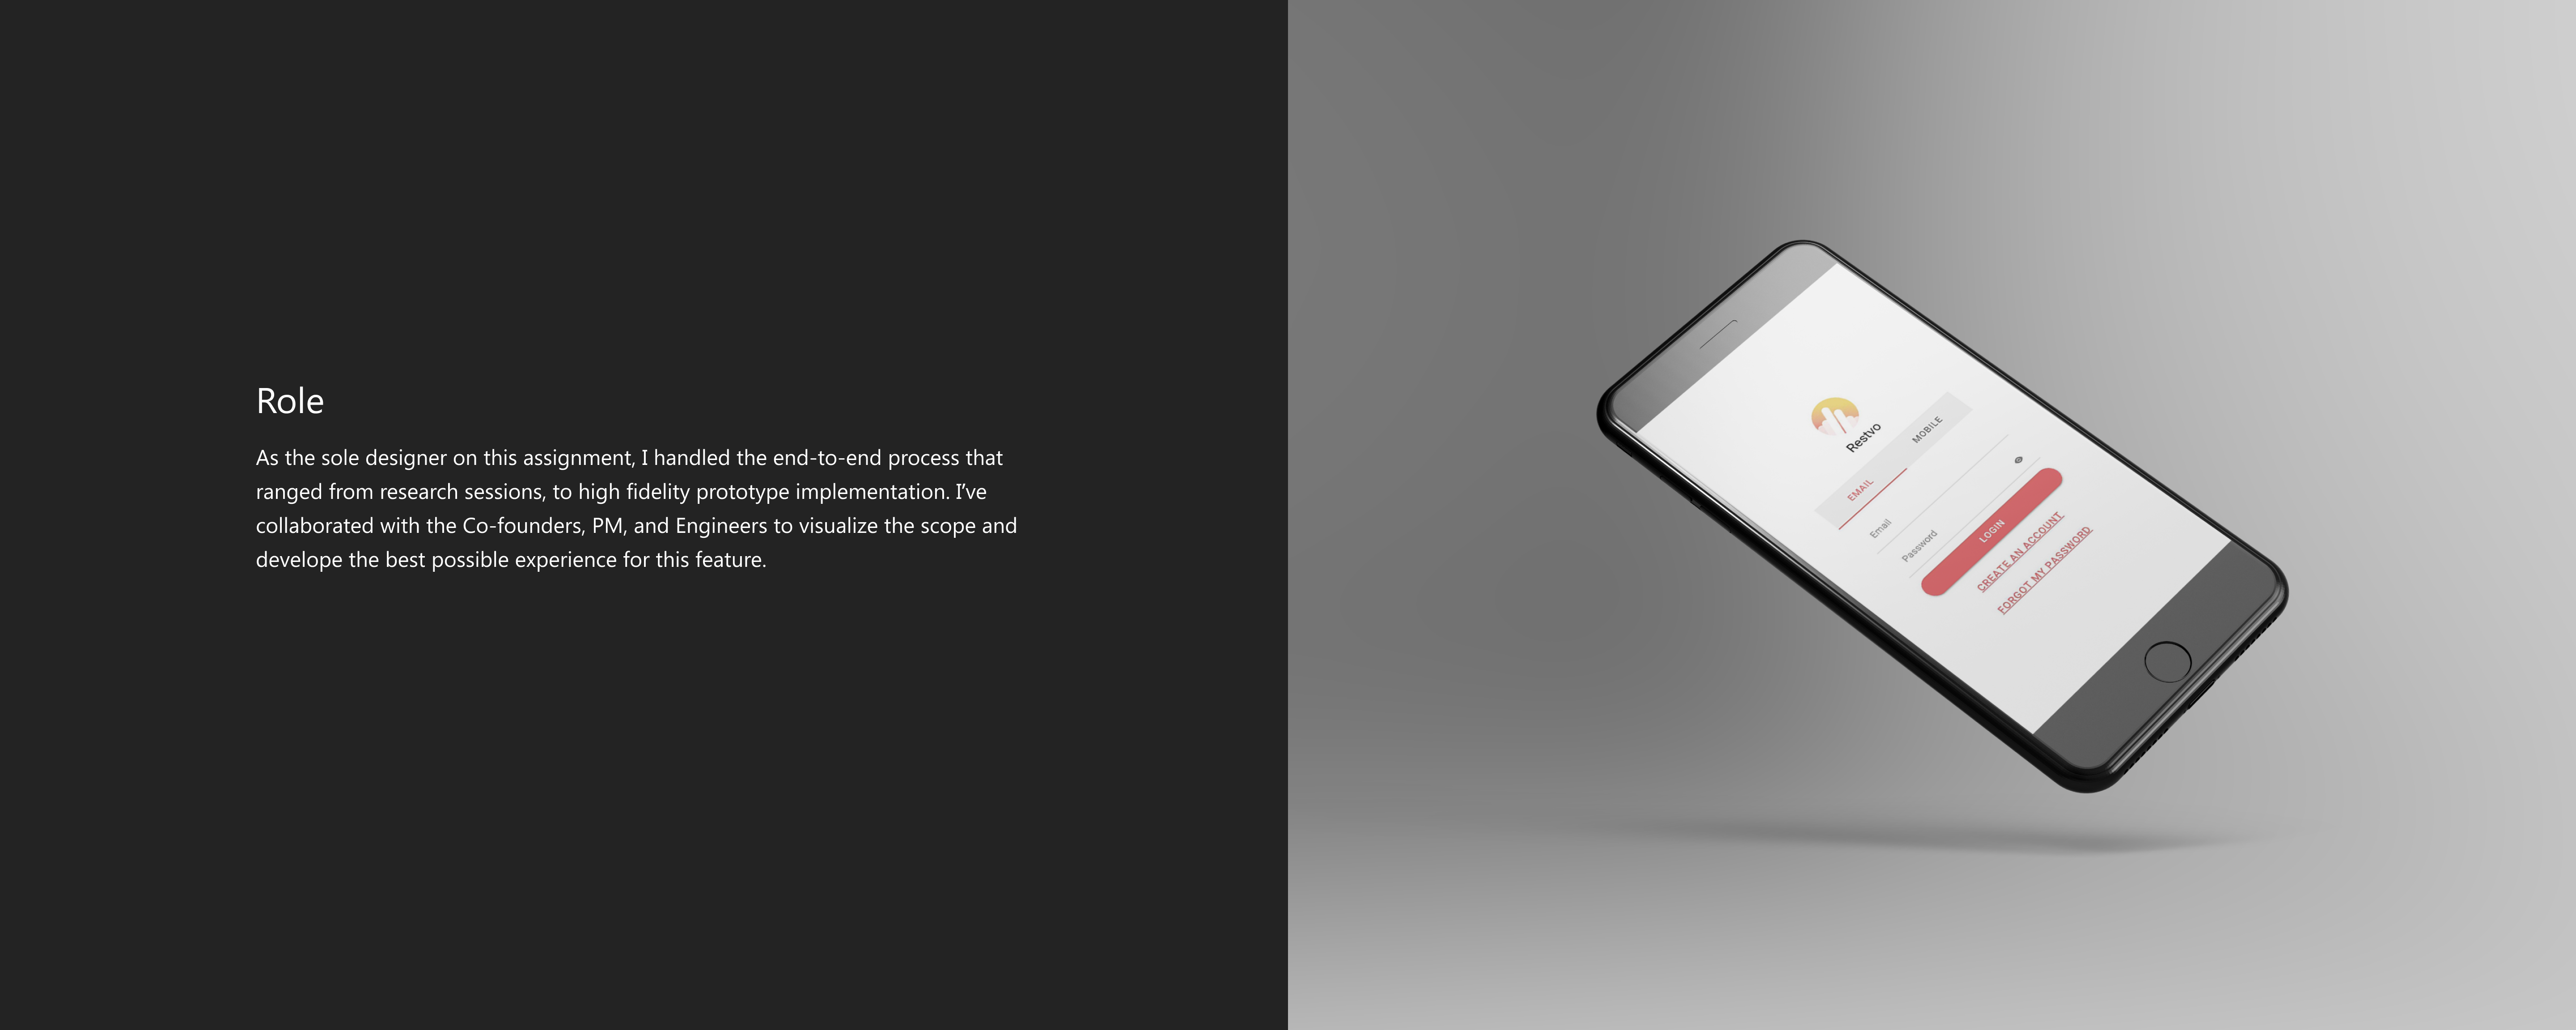 Role
As the sole designer on this assignment, I handled the end-to-end process that
ranged from research sessions, to high fidelity prototype implementation. I’ve
collaborated with the Co-founders, PM, and Engineers to visualize the scope and
develope the best possible experience for this feature.
Restvo
EMAIL
MOBILE
Email
Password
LOGIN
CREATE AN ACCOUNT
FORGOT MY PASSWORD